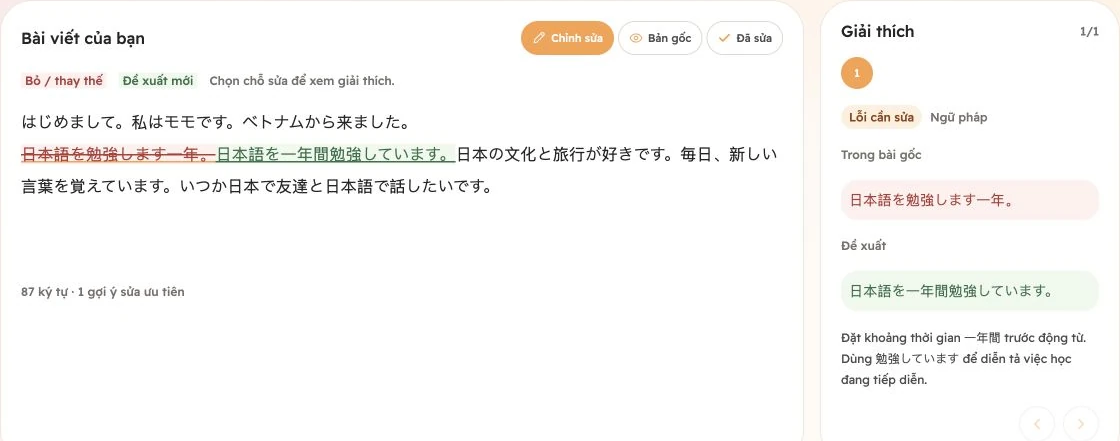 Bài viết của bạn
Chỉnh sửa
Bản gốc
Đã sửa
Bỏ / thay thế
Đề xuất mới
Chọn chỗ sửa để xem giải thích.
はじめまして。私はモモです。ベトナムから来ました。
日本語を勉強します一年。日本語を一年間勉強しています。日本の文化と旅行が好きです。毎日、新しい
言葉を覚えています。いつか日本で友達と日本語で話したいです。
87 ký tự · 1 gợi ý sửa ưu tiên
Giải thích
1/1
1
Lỗi cần sửa
Ngữ pháp
Trong bài gốc
日本語を勉強します一年。
Đề xuất
日本語を一年間勉強しています。
Đặt khoảng thời gian 一年間 trước động từ.
Dùng 勉強しています để diễn tả việc học
đang tiếp diễn.